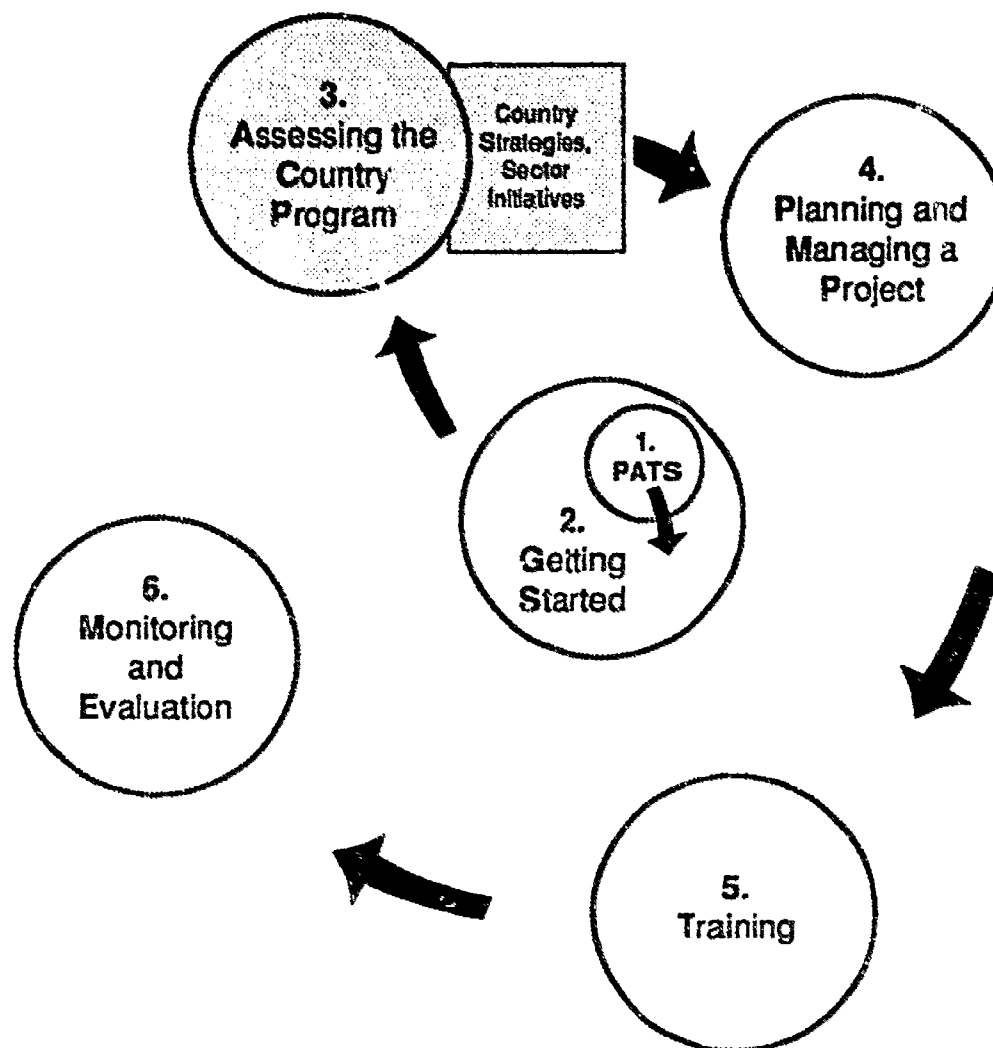 3.
Assessing the
Country
Program
Country
Strategies,
Sector
Initiatives
4.
Planning and
Managing a
Project
1.
PATS
2.
Getting
Started
5.
Training
6.
Monitoring
and
Evaluation